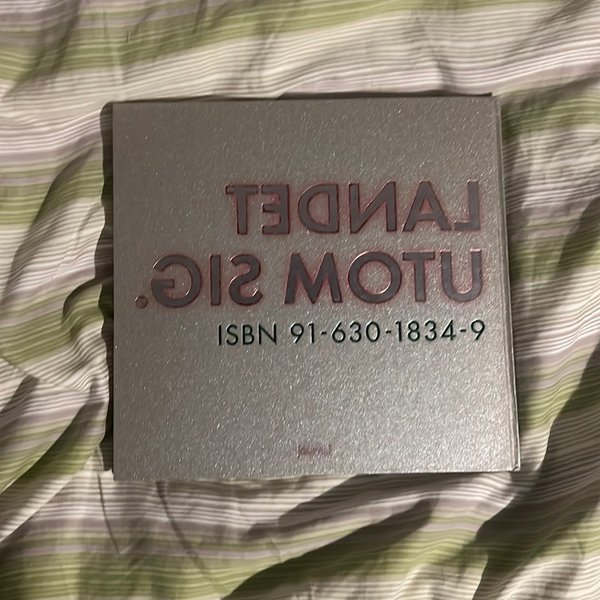 LANDET
UTOM SIG.
ISBN 91-630-1834-9